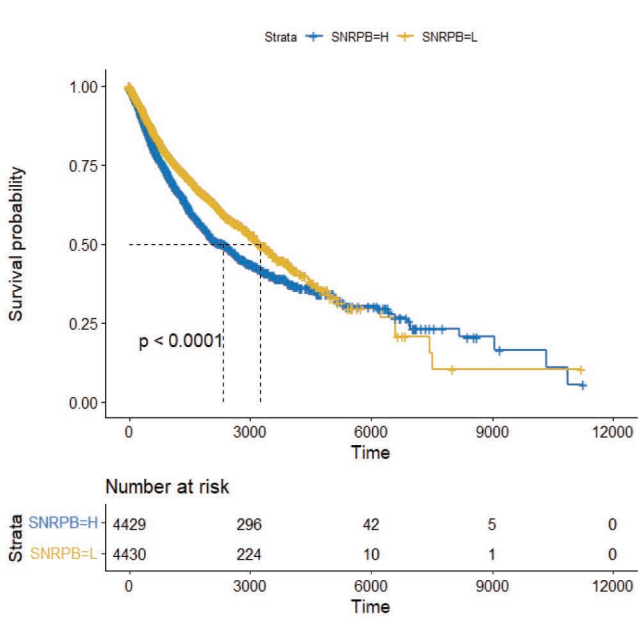 Strata SNRPB=H SNRPB=L
Survival probability
1.00
0.75
0.50
0.25
0.00
p < 0.0001
0 3000 6000 9000 12000
Time
Number at risk
Strata
SNRPB=H 4429 296 42 5 0
SNRPB=L 4430 224 10 1 0
0 3000 6000 9000 12000
Time